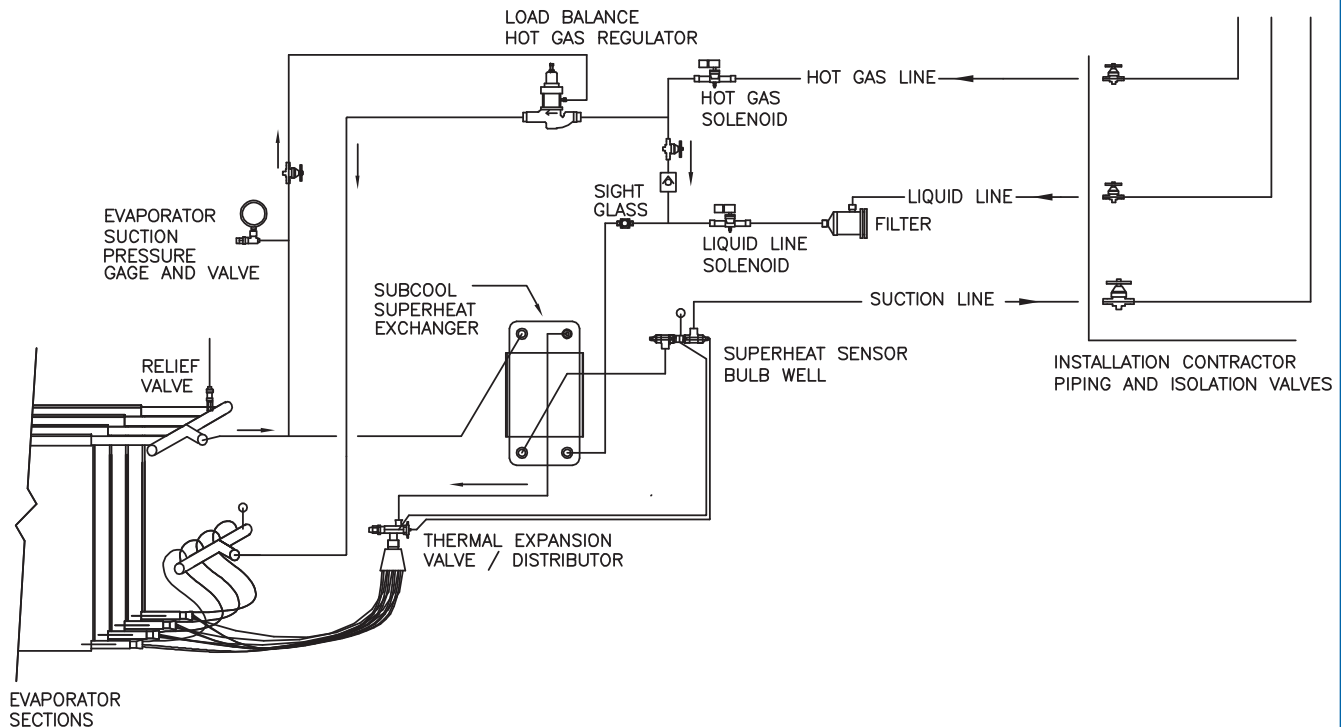 LOAD BALANCE
HOT GAS REGULATOR
HOT GAS LINE
HOT GAS
SOLENOID
SIGHT
GLASS
LIQUID LINE
FILTER
EVAPORATOR
SUCTION
PRESSURE
GAGE AND VALVE
LIQUID LINE
SOLENOID
SUBCOOL
SUPERHEAT
EXCHANGER
SUCTION LINE
RELIEF
VALVE
SUPERHEAT SENSOR
BULB WELL
INSTALLATION CONTRACTOR
PIPING AND ISOLATION VALVES
THERMAL EXPANSION
VALVE / DISTRIBUTOR
EVAPORATOR
SECTIONS